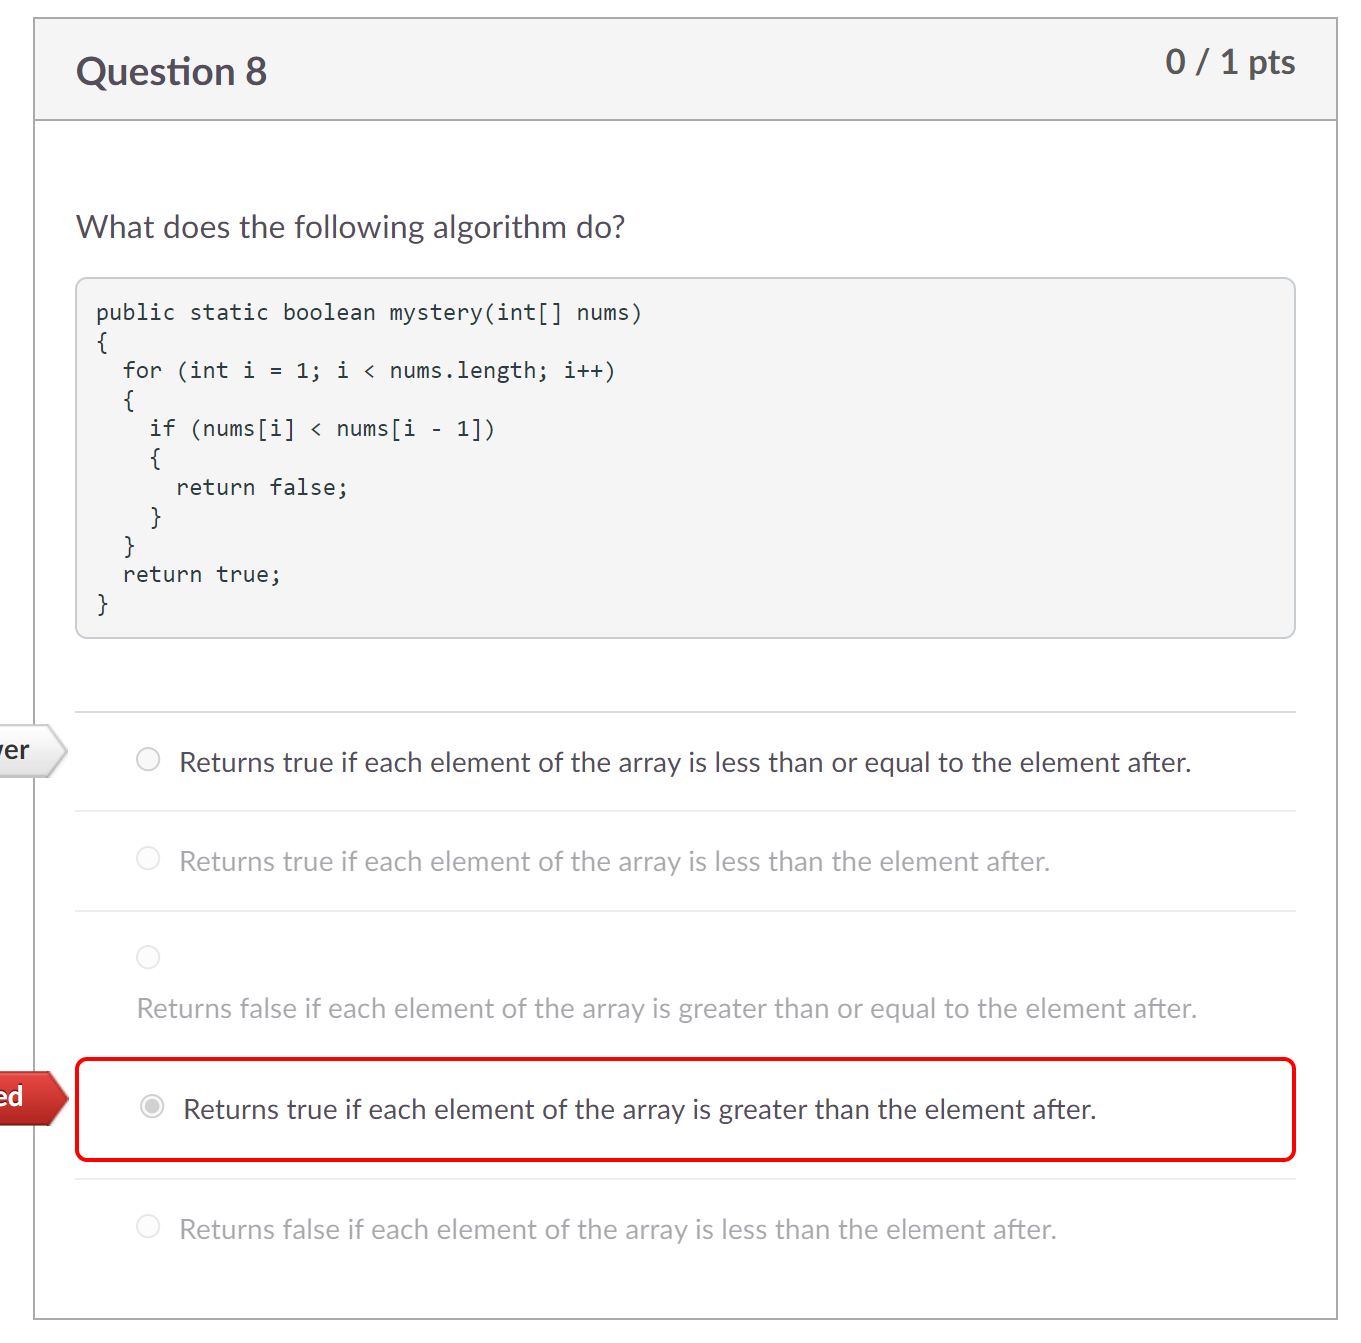 Question 8
0 / 1 pts
What does the following algorithm do?
public static boolean mystery(int[] nums)
{
  for (int i = 1; i < nums.length; i++)
  {
    if (nums[i] < nums[i - 1])
    {
      return false;
    }
  }
  return true;
}
er
Returns true if each element of the array is less than or equal to the element after.
Returns true if each element of the array is less than the element after.
Returns false if each element of the array is greater than or equal to the element after.
ed
Returns true if each element of the array is greater than the element after.
Returns false if each element of the array is less than the element after.